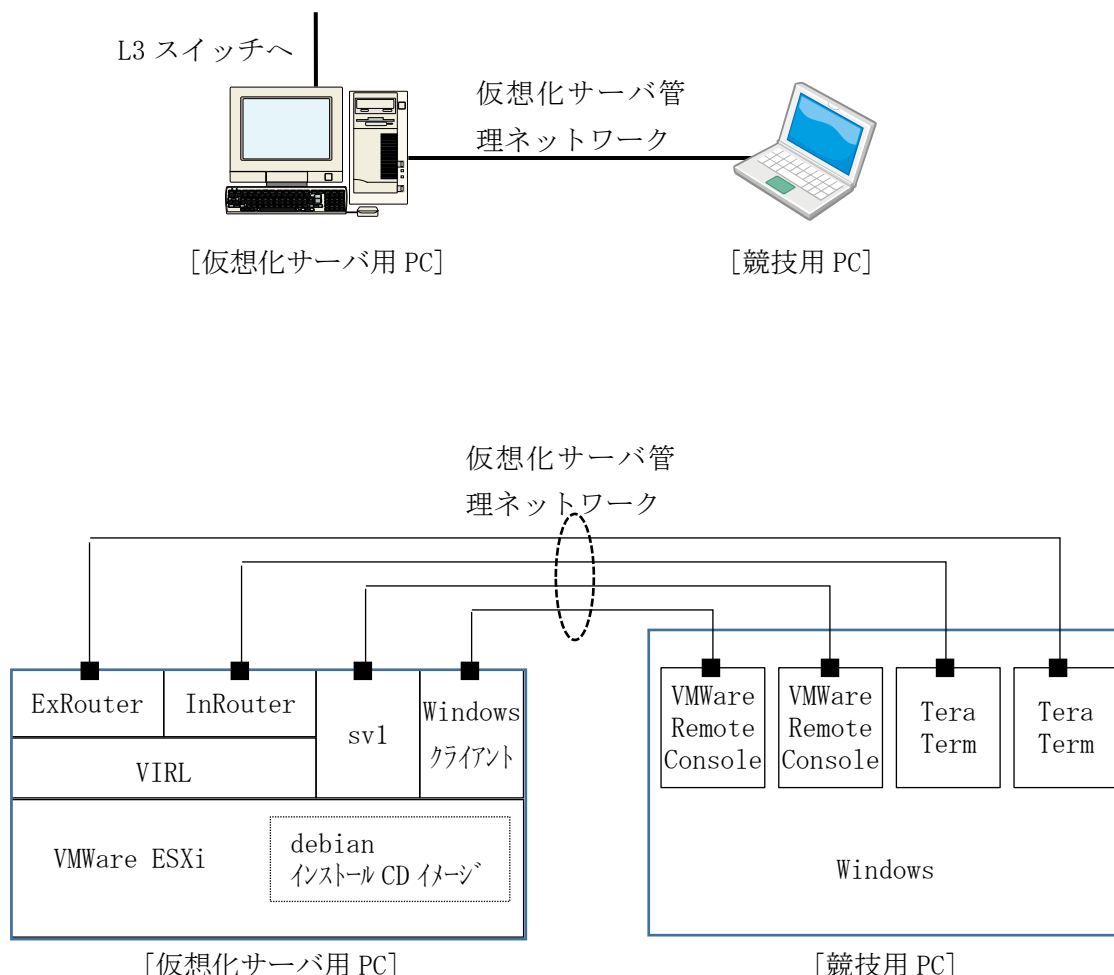 L3 スイッチへ
仮想化サーバ管
理ネットワーク
[仮想化サーバ用 PC]
[競技用 PC]
仮想化サーバ管
理ネットワーク
ExRouter
InRouter
sv1
Windows
クライアント
VIRL
VMWare ESXi
debian
インストール CD イメージ
VMWare
Remote
Console
VMWare
Remote
Console
Tera
Term
Tera
Term
Windows
[仮想化サーバ用 PC]
[競技用 PC]